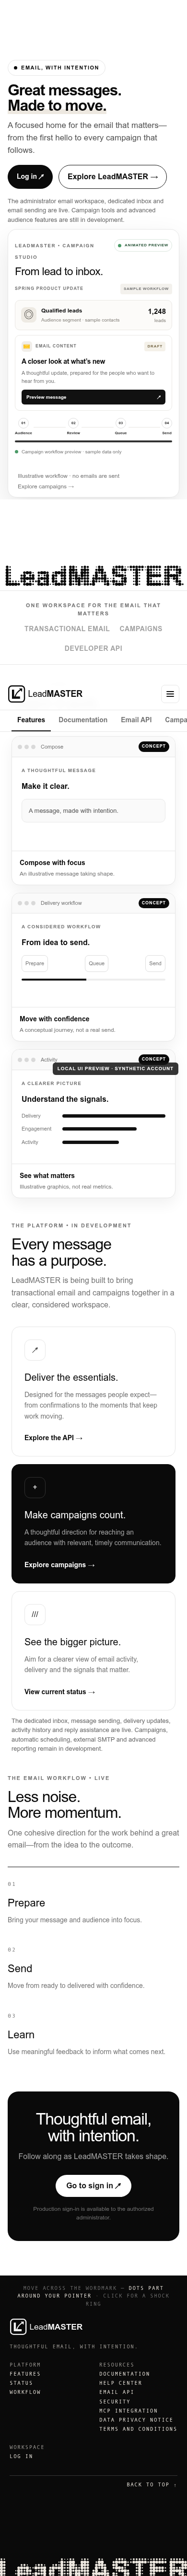 EMAIL, WITH INTENTION
Great messages.
Made to move.
A focused home for the email that matters—
from the first hello to every campaign that
follows.
Log in ↗
Explore LeadMASTER →
The administrator email workspace, dedicated inbox and
email sending are live. Campaign tools and advanced
audience features are still in development.
LEADMASTER • CAMPAIGN
STUDIO
ANIMATED PREVIEW
From lead to inbox.
SPRING PRODUCT UPDATE
SAMPLE WORKFLOW
Qualified leads
Audience segment · sample contacts
1,248
leads
EMAIL CONTENT
DRAFT
A closer look at what's new
A thoughtful update, prepared for the people who want to
hear from you.
Preview message
↗
01
02
03
04
Audience
Review
Queue
Send
Campaign workflow preview · sample data only
Illustrative workflow · no emails are sent
Explore campaigns →
LeadMASTER
ONE WORKSPACE FOR THE EMAIL THAT
MATTERS
TRANSACTIONAL EMAIL CAMPAIGNS
DEVELOPER API
LeadMASTER
Features Documentation Email API Campa
Compose
CONCEPT
A THOUGHTFUL MESSAGE
Make it clear.
A message, made with intention.
Compose with focus
An illustrative message taking shape.
Delivery workflow
CONCEPT
A CONSIDERED WORKFLOW
From idea to send.
Prepare
Queue
Send
Move with confidence
A conceptual journey, not a real send.
Activity
CONCEPT
LOCAL UI PREVIEW · SYNTHETIC ACCOUNT
A CLEARER PICTURE
Understand the signals.
Delivery
Engagement
Activity
See what matters
Illustrative graphics, not real metrics.
THE PLATFORM • IN DEVELOPMENT
Every message
has a purpose.
LeadMASTER is being built to bring
transactional email and campaigns together in a
clear, considered workspace.
↗
Deliver the essentials.
Designed for the messages people expect—
from confirmations to the moments that keep
work moving.
Explore the API →
+
Make campaigns count.
A thoughtful direction for reaching an
audience with relevant, timely communication.
Explore campaigns →
///
See the bigger picture.
Aim for a clearer view of email activity,
delivery and the signals that matter.
View current status →
The dedicated inbox, message sending, delivery updates,
activity history and reply assistance are live. Campaigns,
automatic scheduling, external SMTP and advanced
reporting remain in development.
THE EMAIL WORKFLOW • LIVE
Less noise.
More momentum.
One cohesive direction for the work behind a great
email—from the idea to the outcome.
01
Prepare
Bring your message and audience into focus.
02
Send
Move from ready to delivered with confidence.
03
Learn
Use meaningful feedback to inform what comes next.
Thoughtful email,
with intention.
Follow along as LeadMASTER takes shape.
Go to sign in ↗
Production sign-in is available to the authorized
administrator.
MOVE ACROSS THE WORDMARK — DOTS PART
AROUND YOUR POINTER · CLICK FOR A SHOCK
RING
LeadMASTER
THOUGHTFUL EMAIL, WITH INTENTION.
PLATFORM
FEATURES
STATUS
WORKFLOW
RESOURCES
DOCUMENTATION
HELP CENTER
EMAIL API
SECURITY
MCP INTEGRATION
DATA PRIVACY NOTICE
TERMS AND CONDITIONS
WORKSPACE
LOG IN
BACK TO TOP ↑
LeadMASTER